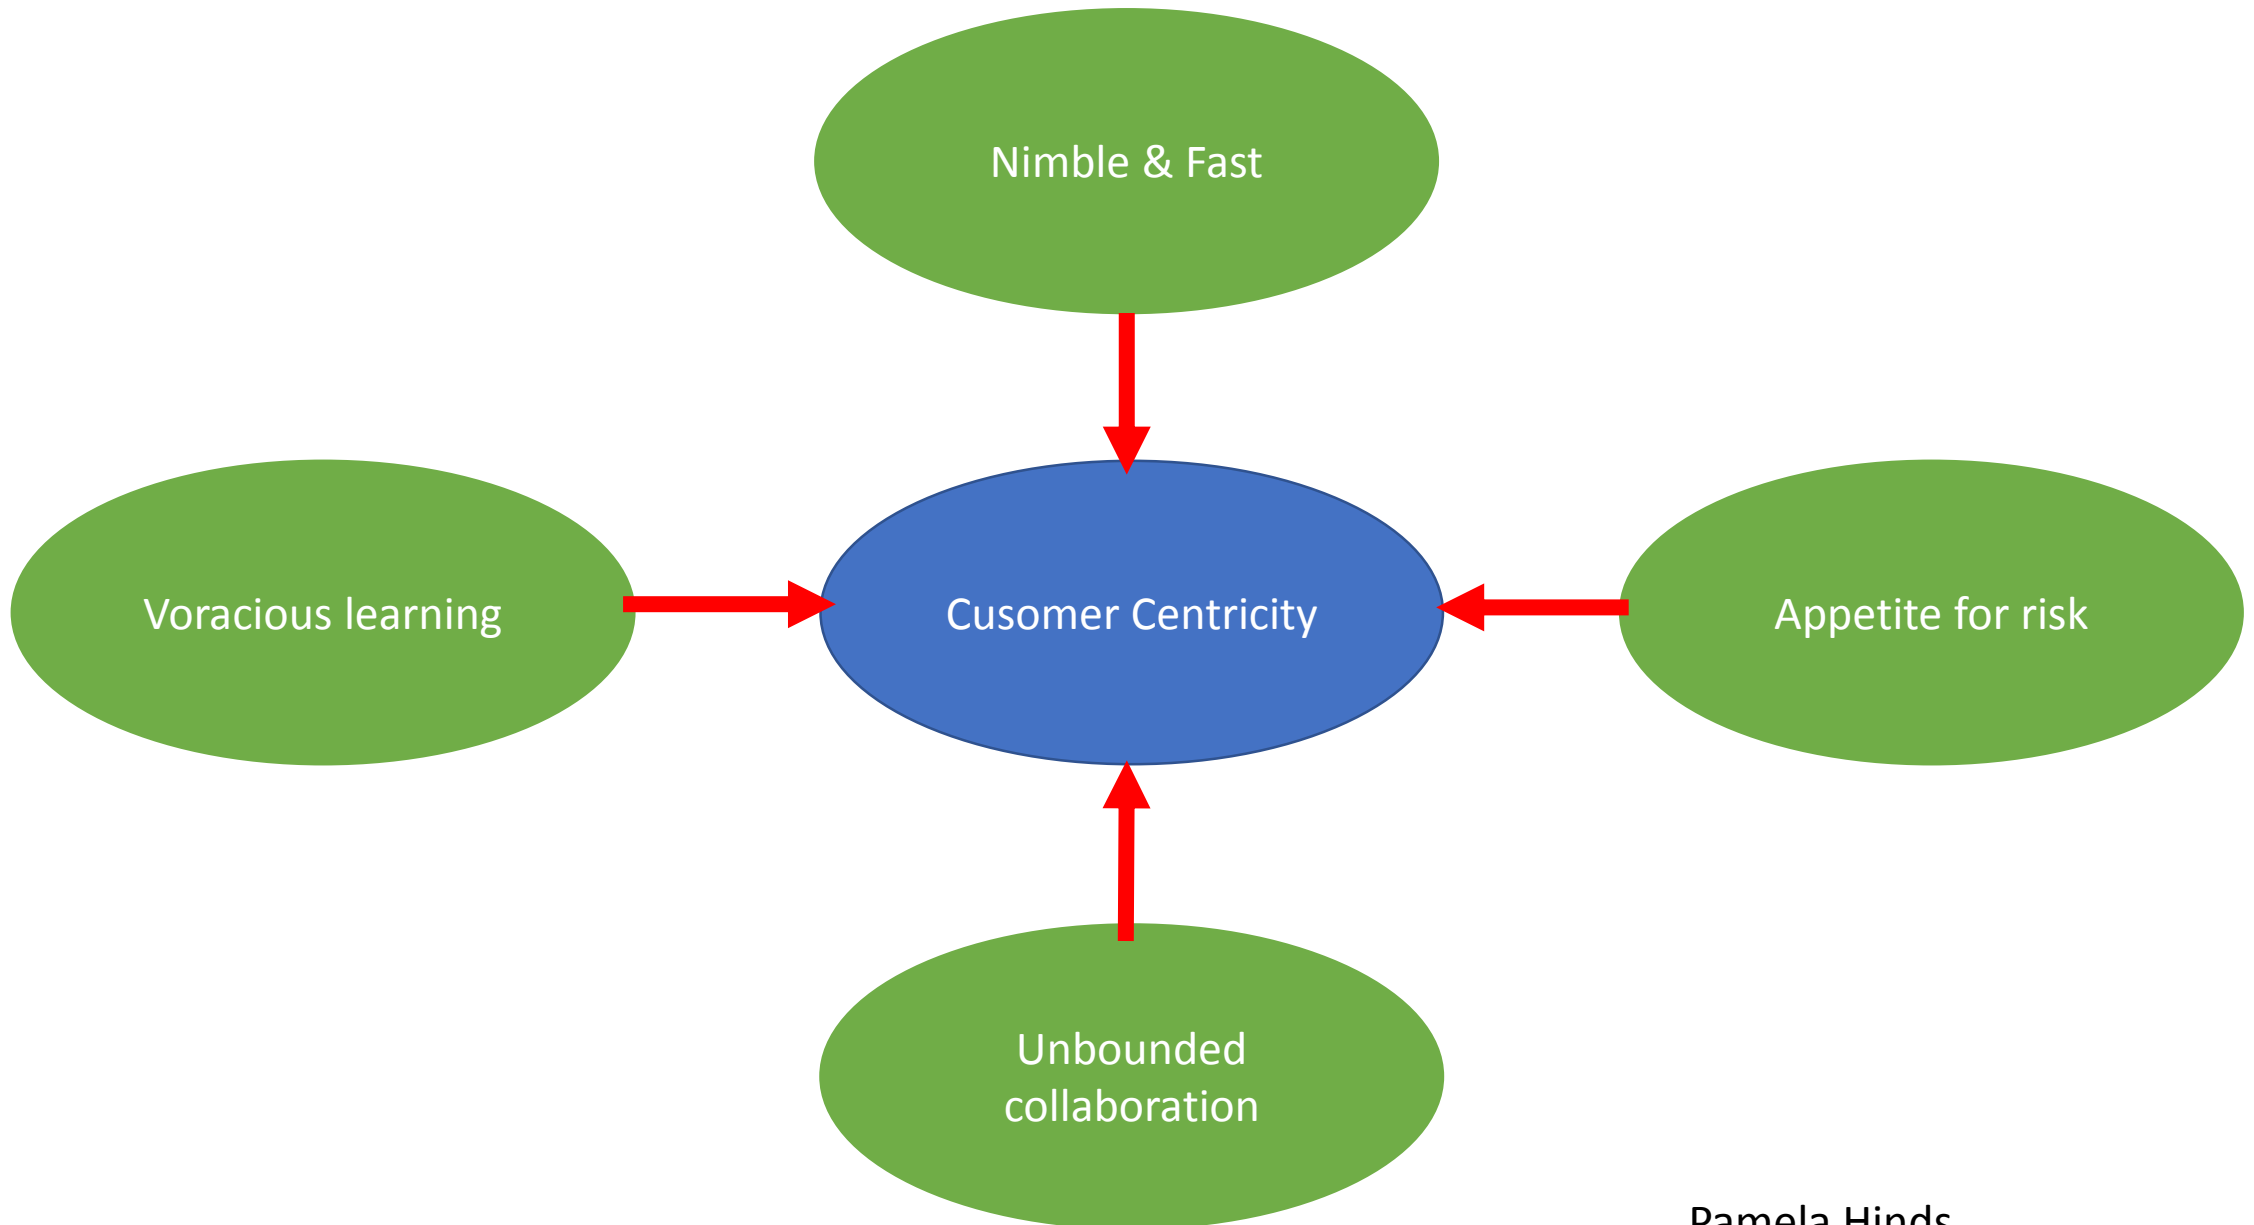 Nimble & Fast
Voracious learning
Cusomer Centricity
Appetite for risk
Unbounded
collaboration
Pamela Hinds